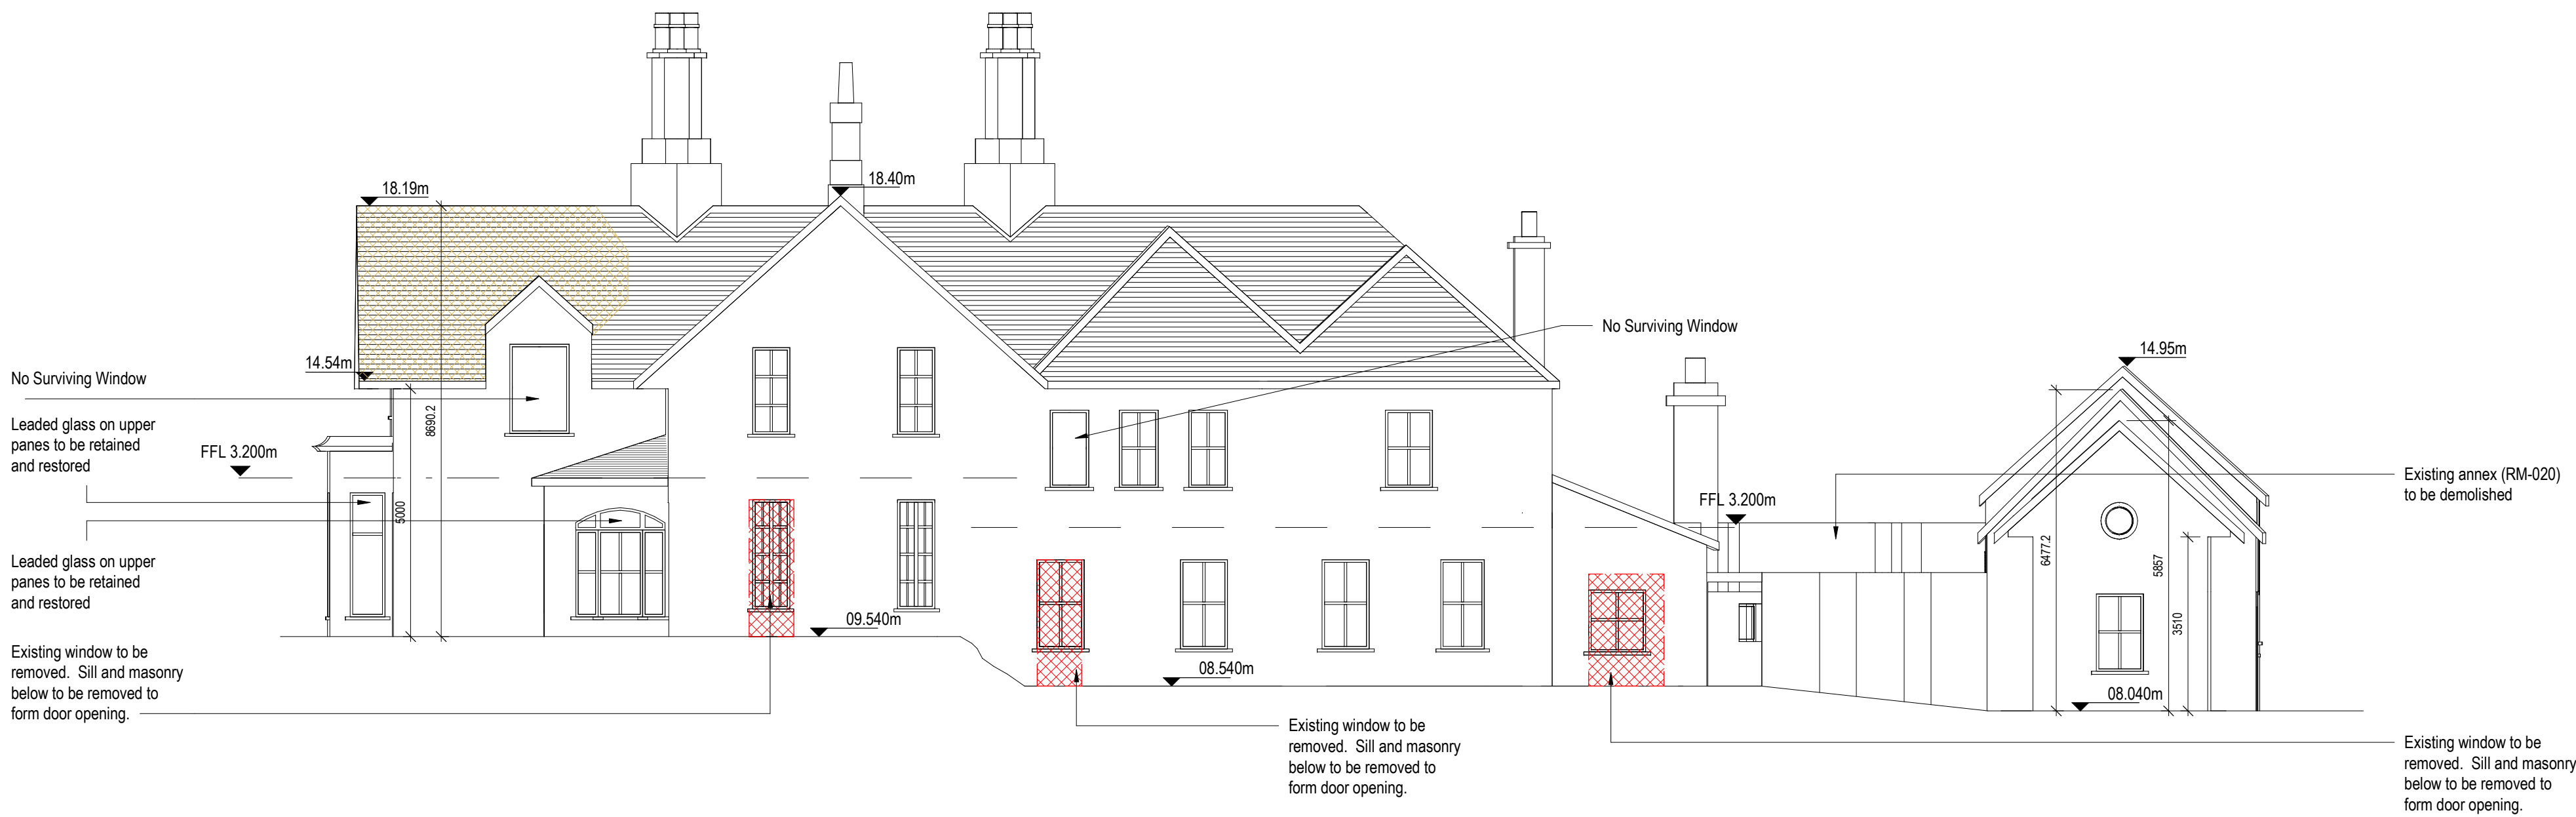 18.19m
18.40m
No Surviving Window
14.54m
14.95m
No Surviving Window
Leaded glass on upper
panes to be retained
and restored
8690.2
FFL 3.200m
5000
Existing annex (RM-020)
to be demolished
FFL 3.200m
6477.2
5857
3510
Leaded glass on upper
panes to be retained
and restored
09.540m
Existing window to be
removed. Sill and masonry
below to be removed to
form door opening.
08.540m
08.040m
Existing window to be
removed. Sill and masonry
below to be removed to
form door opening.
Existing window to be
removed. Sill and masonry
below to be removed to
form door opening.